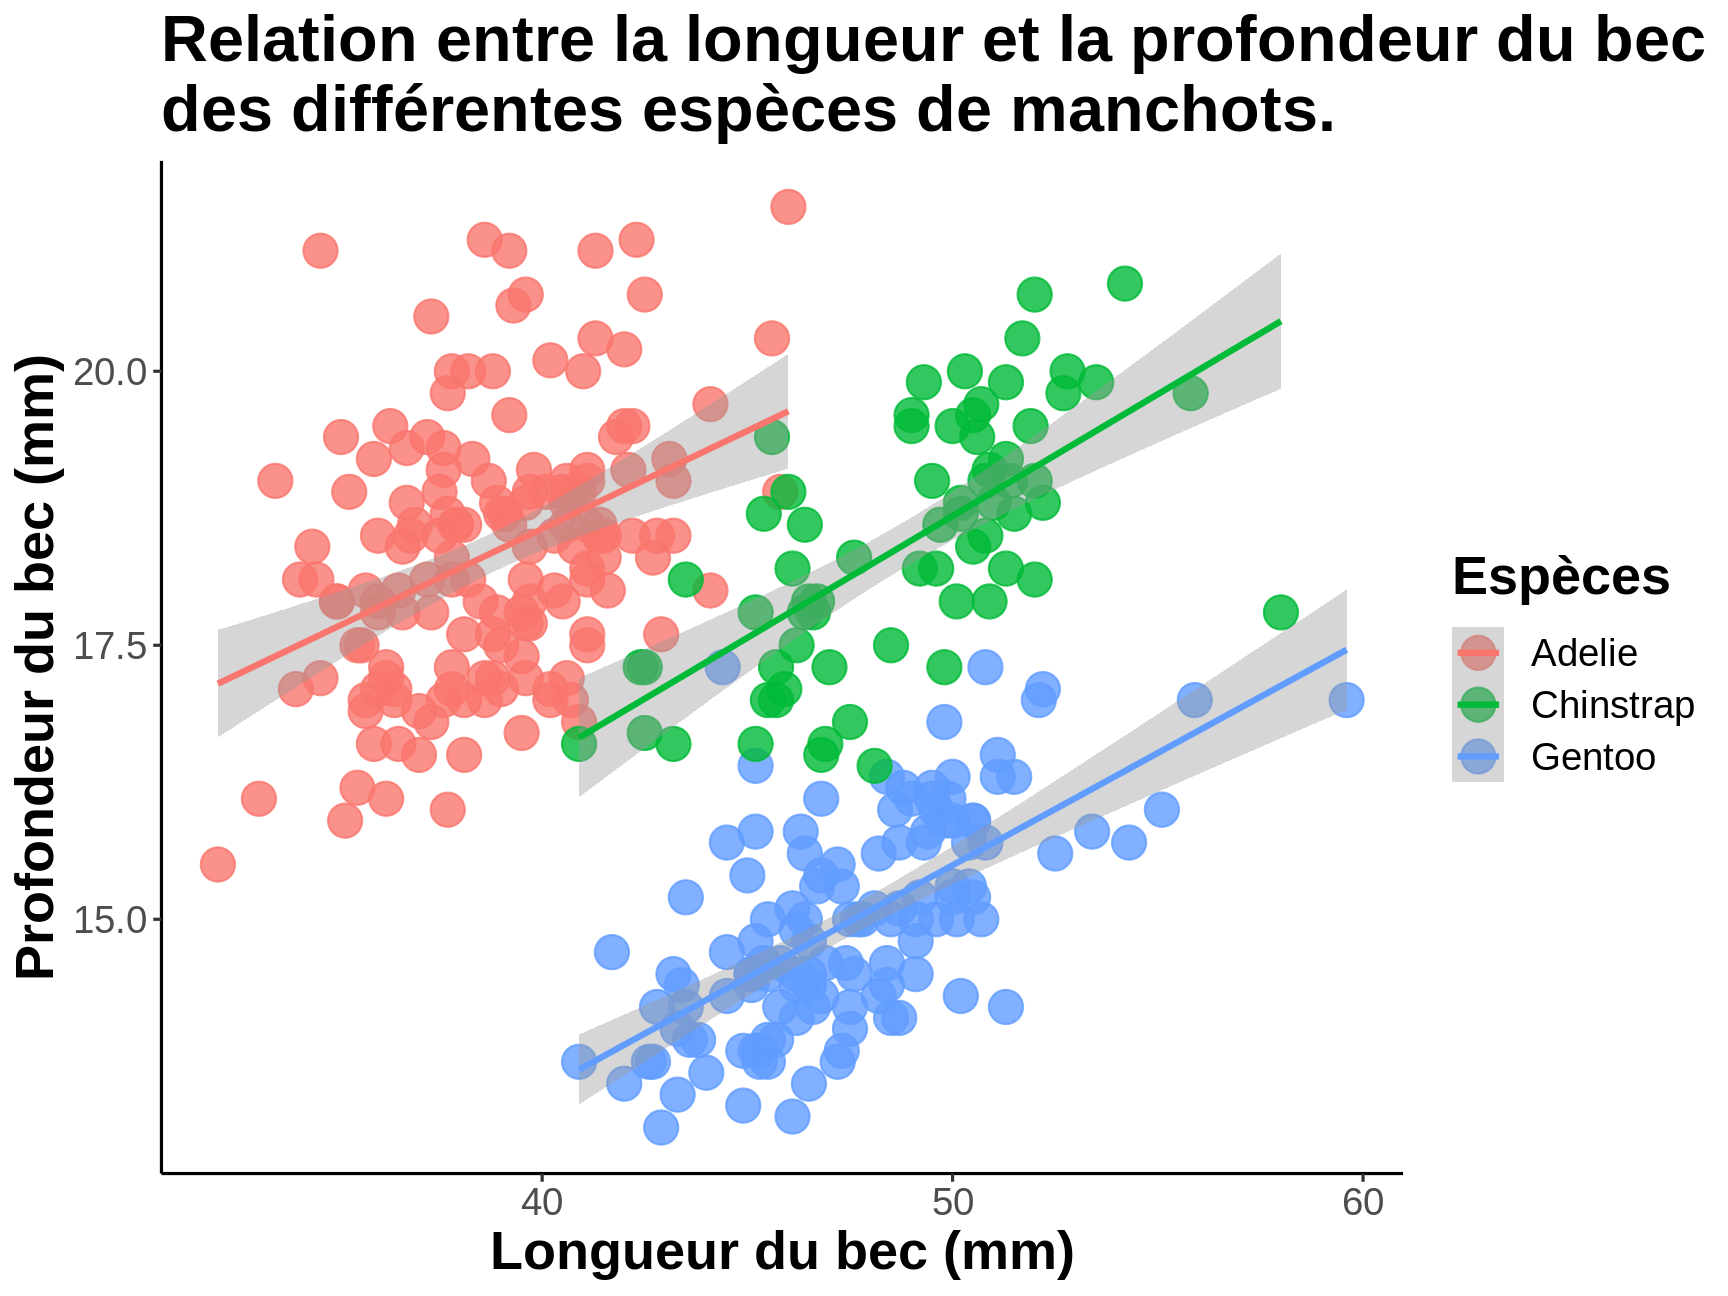 Relation entre la longueur et la profondeur du bec
des différentes espèces de manchots.
Profondeur du bec (mm)
20.0
17.5
15.0
40
50
60
Longueur du bec (mm)
Espèces
Adelie
Chinstrap
Gentoo